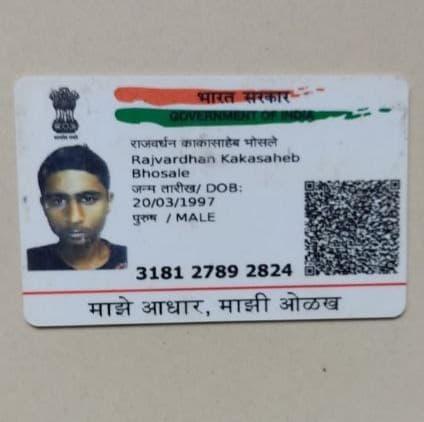 भारत सरकार
GOVERNMENT OF INDIA
राजवर्धन काकासाहेब भोसले
Rajvardhan Kakasaheb
Bhosale
जन्म तारीख/ DOB:
20/03/1997
पुरुष / MALE
3181 2789 2824
माझे आधार, माझी ओळख